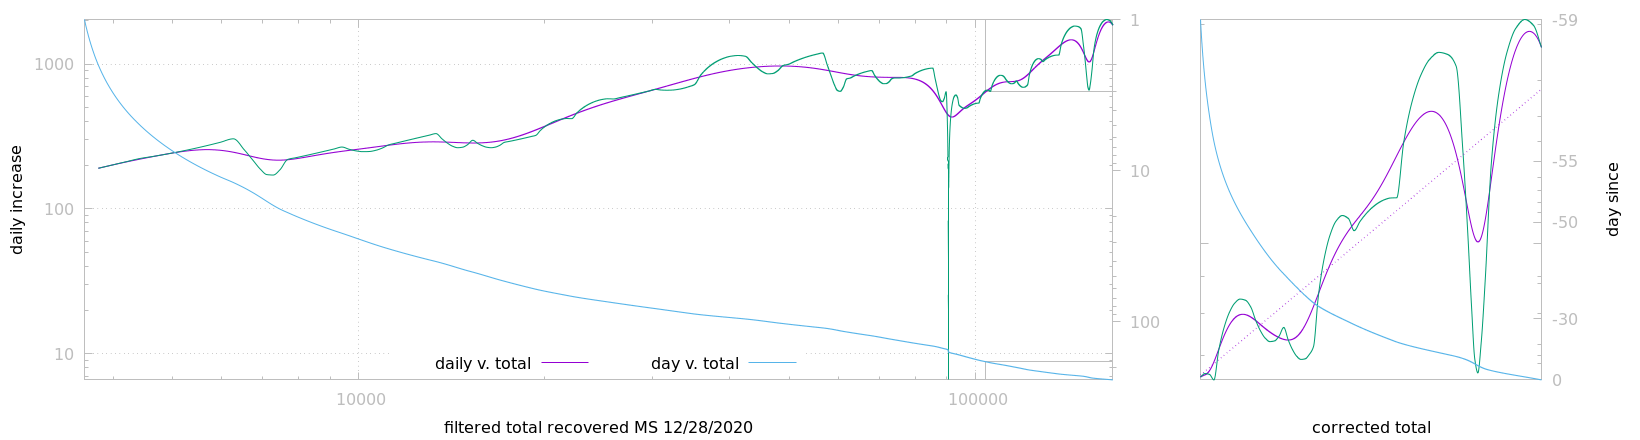 daily increase
1000
100
10
1
10
100
daily v. total
day v. total
10000
100000
filtered total recovered MS 12/28/2020
-59
-55
-50
-30
0
day since
corrected total